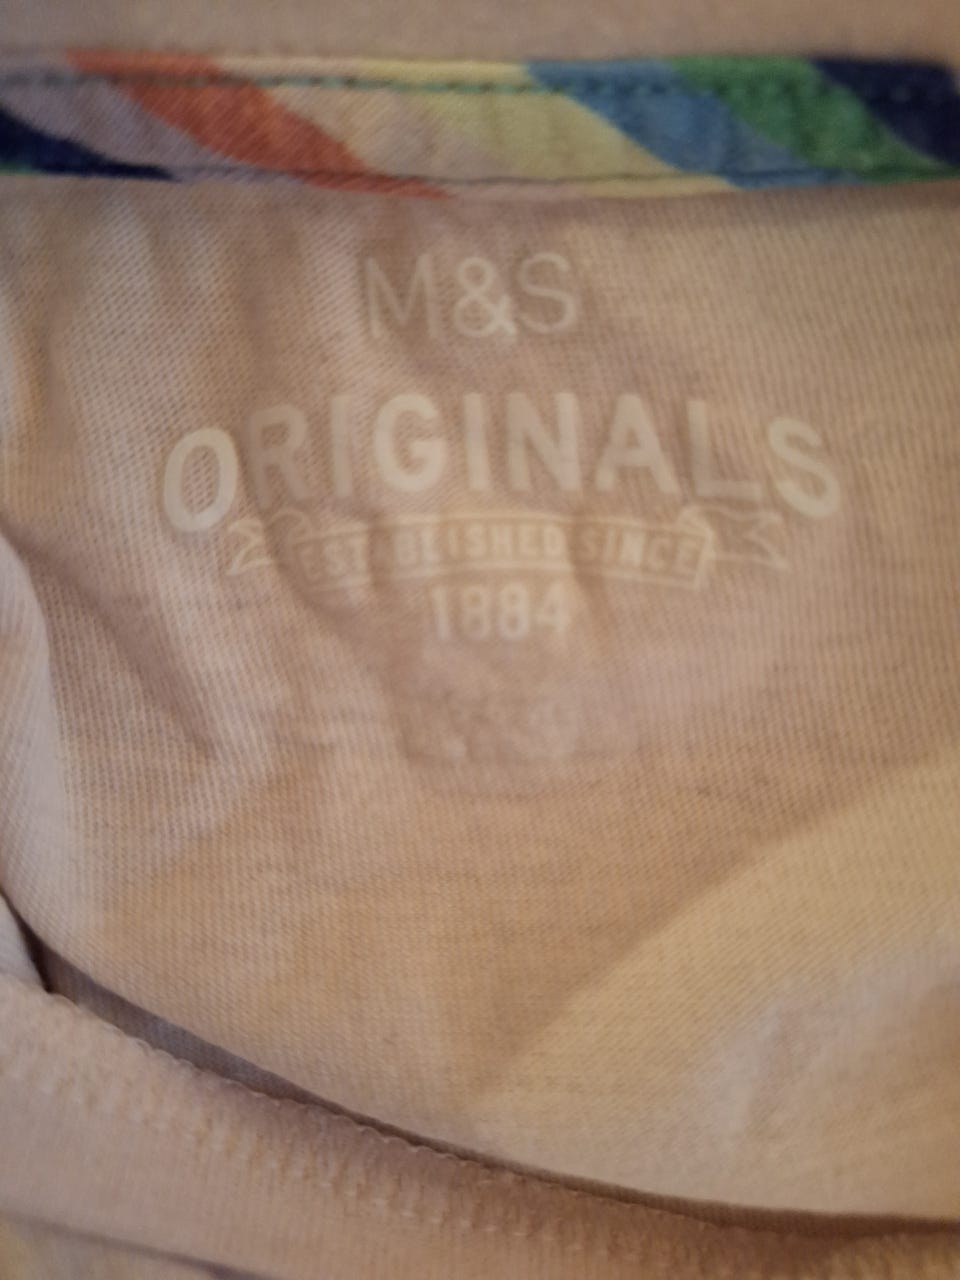 M&S
ORIGINALS
ESTABLISHED SINCE
1884